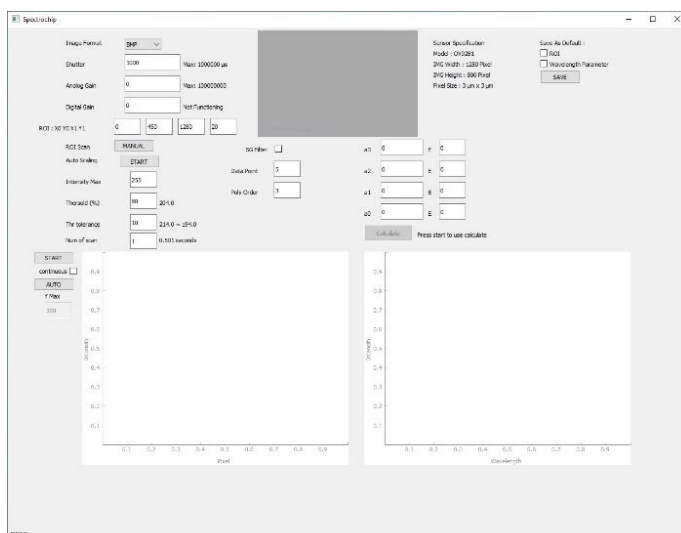 Spectrochip
Image Format BMP
Shutter 1000 Max: 1000000 µs
Analog Gain 0 Max: 100000000
Digital Gain 0 Not Functioning
ROI : X0 Y0 X1 Y1 0 450 1280 20
Sensor Specification
Model : OV9281
IMG Width : 1280 Pixel
IMG Height : 800 Pixel
Pixel Size : 3 µm x 3 µm
Save As Default :
ROI
Wavelength Parameter
SAVE
ROI Scan MANUAL
Auto Scaling START
Intensity Max 255
Thersold (%) 80 204.0
Thr tolerance 10 214.0 ~ 194.0
Num of scan 1 0.501 seconds
SG Filter
Data Point 5
Poly Order 3
a3 0 E 0
a2 0 E 0
a1 0 E 0
a0 0 E 0
Calculate Press start to use calculate
START
continuous
AUTO
Y Max
300
Intensity
0.9
0.8
0.7
0.6
0.5
0.4
0.3
0.2
0.1
0.1 0.2 0.3 0.4 0.5 0.6 0.7 0.8 0.9
Pixel
Intensity
0.9
0.8
0.7
0.6
0.5
0.4
0.3
0.2
0.1
0.1 0.2 0.3 0.4 0.5 0.6 0.7 0.8 0.9
Wavelength